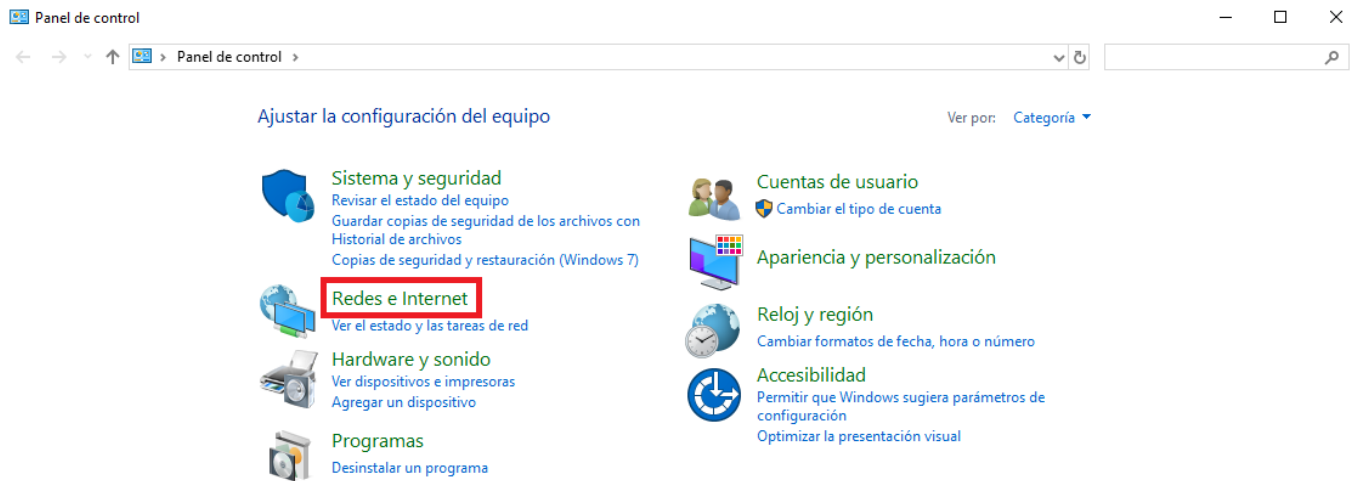 Panel de control
Panel de control
Ajustar la configuración del equipo
Ver por: Categoría
Sistema y seguridad
Revisar el estado del equipo
Guardar copias de seguridad de los archivos con
Historial de archivos
Copias de seguridad y restauración (Windows 7)
Redes e Internet
Ver el estado y las tareas de red
Hardware y sonido
Ver dispositivos e impresoras
Agregar un dispositivo
Programas
Desinstalar un programa
Cuentas de usuario
Cambiar el tipo de cuenta
Apariencia y personalización
Reloj y región
Cambiar formatos de fecha, hora o número
Accesibilidad
Permitir que Windows sugiera parámetros de
configuración
Optimizar la presentación visual